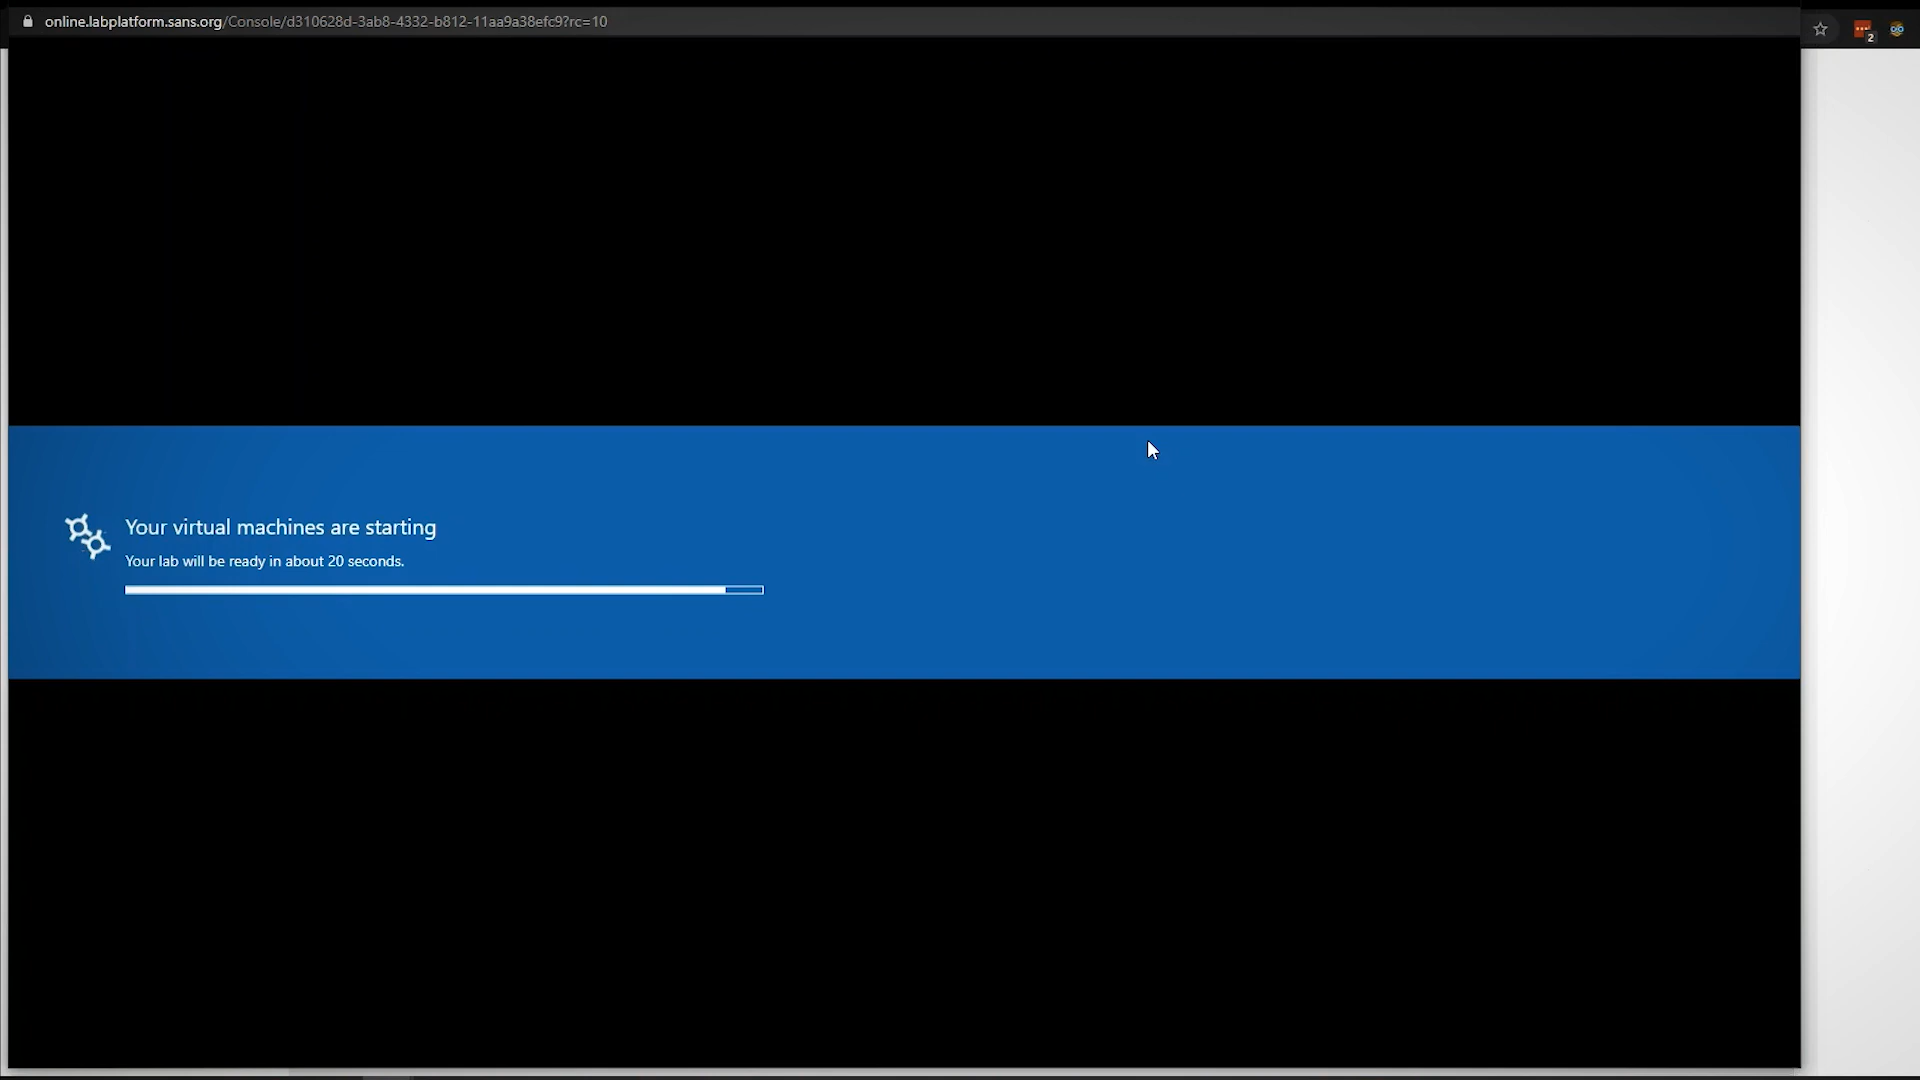 online.labplatform.sans.org/Console/d310628d-3ab8-4332-b812-11aa9a38efc9?rc=10
2
Your virtual machines are starting
Your lab will be ready in about 20 seconds.